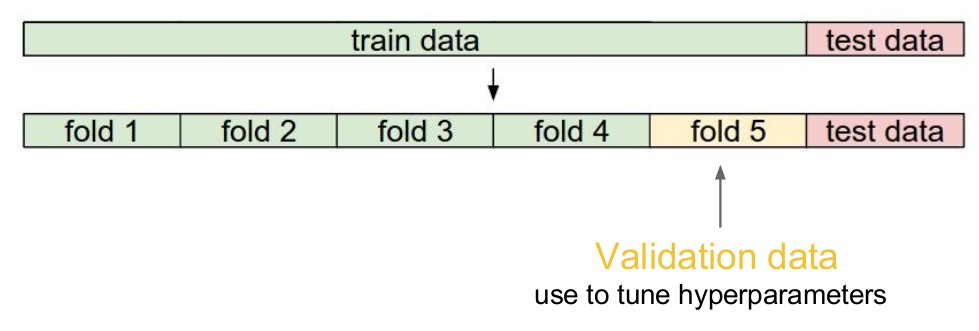 train data test data
fold 1 fold 2 fold 3 fold 4 fold 5 test data
Validation data
use to tune hyperparameters